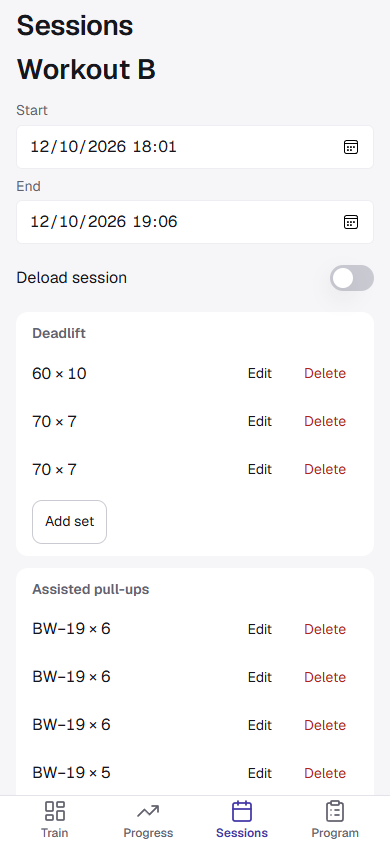 Sessions
Workout B
Start
12/10/2026 18:01
End
12/10/2026 19:06
Deload session
Deadlift
60 × 10 Edit Delete
70 × 7 Edit Delete
70 × 7 Edit Delete
Add set
Assisted pull-ups
BW−19 × 6 Edit Delete
BW−19 × 6 Edit Delete
BW−19 × 6 Edit Delete
BW−19 × 5 Edit Delete
Train Progress Sessions Program